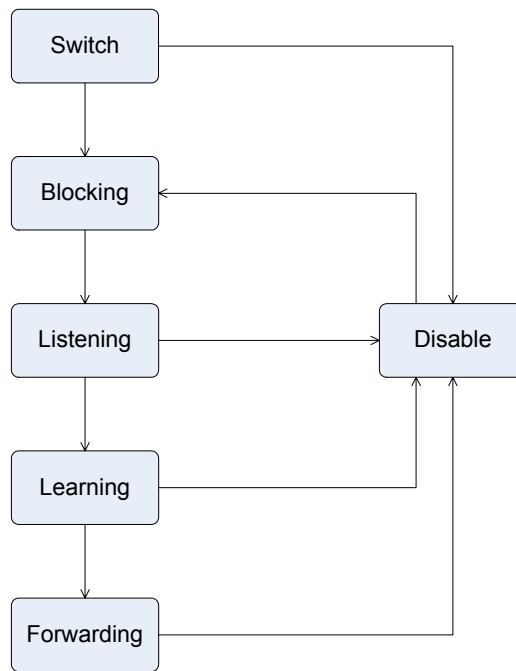 Switch
Blocking
Listening
Disable
Learning
Forwarding